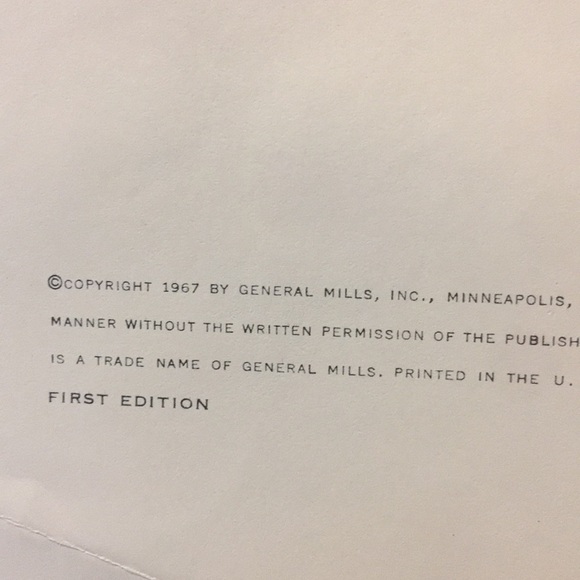 ©COPYRIGHT 1967 BY GENERAL MILLS, INC., MINNEAPOLIS,
MANNER WITHOUT THE WRITTEN PERMISSION OF THE PUBLISH
IS A TRADE NAME OF GENERAL MILLS. PRINTED IN THE U.
FIRST EDITION